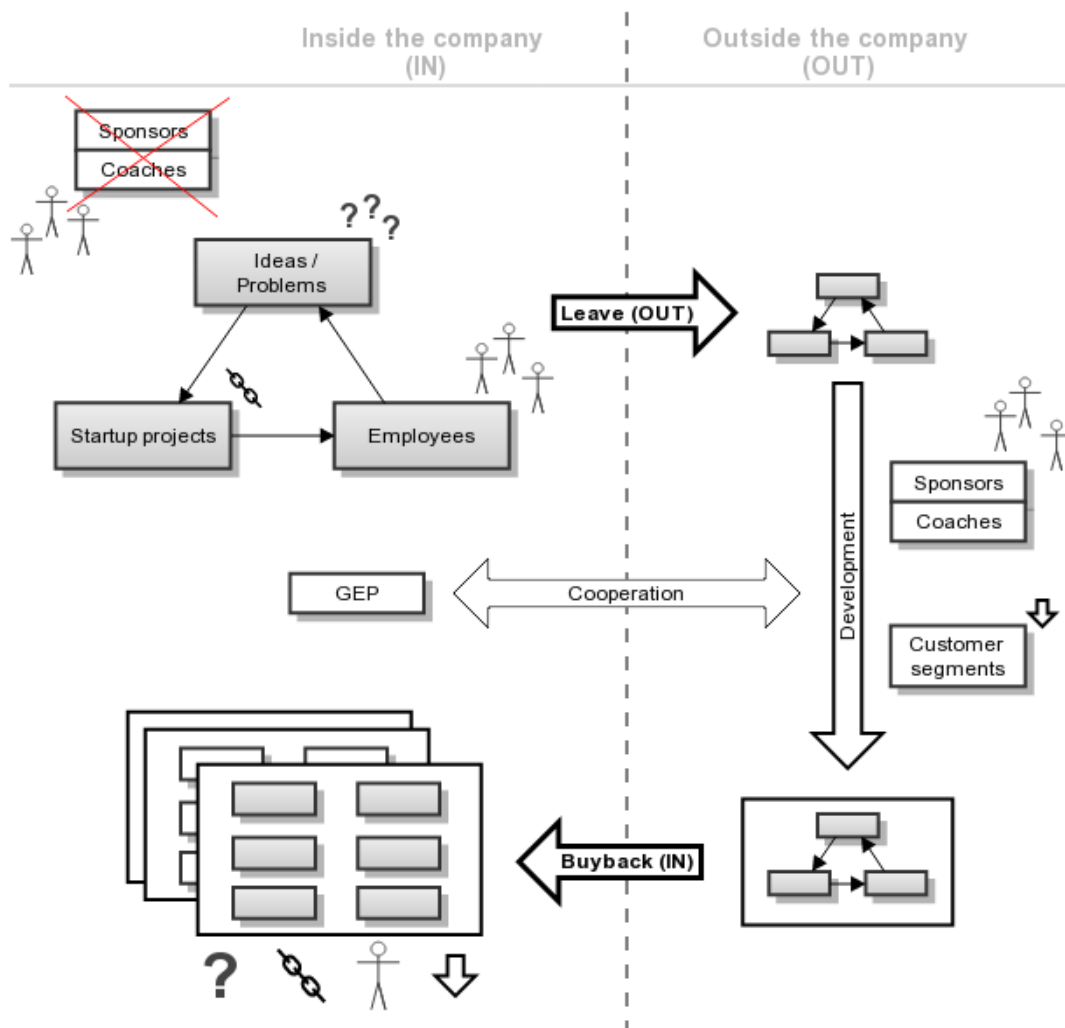 Inside the company
(IN)
Outside the company
(OUT)
Sponsors
Coaches
? ? ?
Ideas /
Problems
Leave (OUT)
Startup projects
Employees
Sponsors
Coaches
GEP
Cooperation
Development
Customer
segments
Buyback (IN)
?